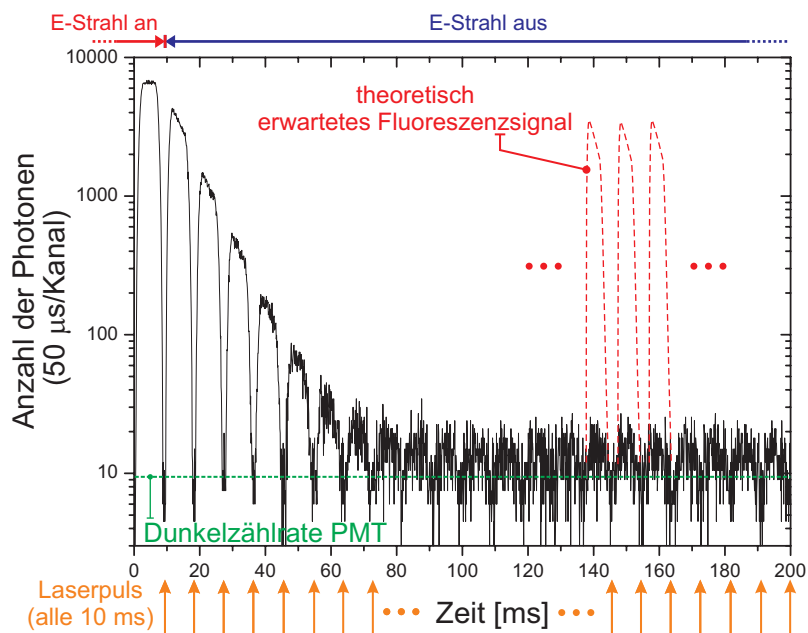 E-Strahl an
E-Strahl aus
Anzahl der Photonen
(50 µs/Kanal)
10000
1000
100
10
theoretisch
erwartetes Fluoreszenzsignal
Dunkelzählrate PMT
0 20 40 60 80 100 120 140 160 180 200
Laserpuls
(alle 10 ms)
Zeit [ms]